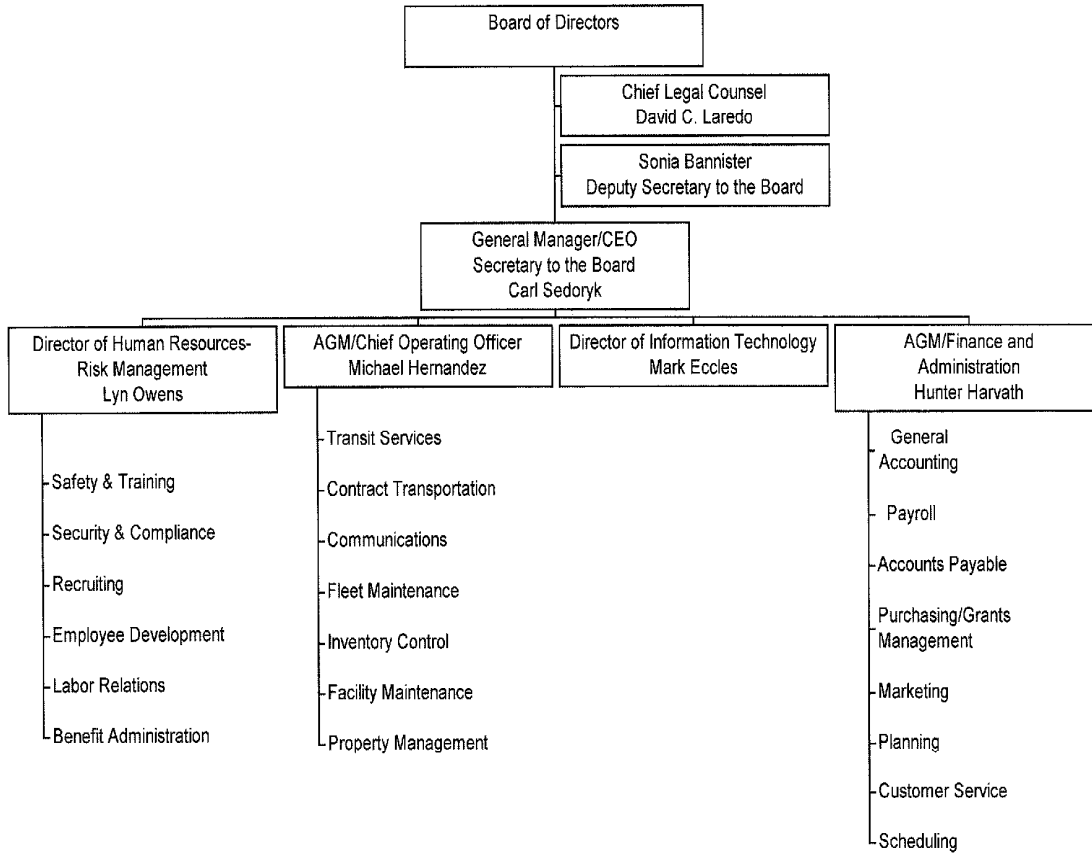 Board of Directors
Chief Legal Counsel
David C. Laredo
Sonia Bannister
Deputy Secretary to the Board
General Manager/CEO
Secretary to the Board
Carl Sedoryk
Director of Human Resources-
Risk Management
Lyn Owens
AGM/Chief Operating Officer
Michael Hernandez
Director of Information Technology
Mark Eccles
AGM/Finance and
Administration
Hunter Harvath
Safety & Training
Security & Compliance
Recruiting
Employee Development
Labor Relations
Benefit Administration
Transit Services
Contract Transportation
Communications
Fleet Maintenance
Inventory Control
Facility Maintenance
Property Management
General
Accounting
Payroll
Accounts Payable
Purchasing/Grants
Management
Marketing
Planning
Customer Service
Scheduling